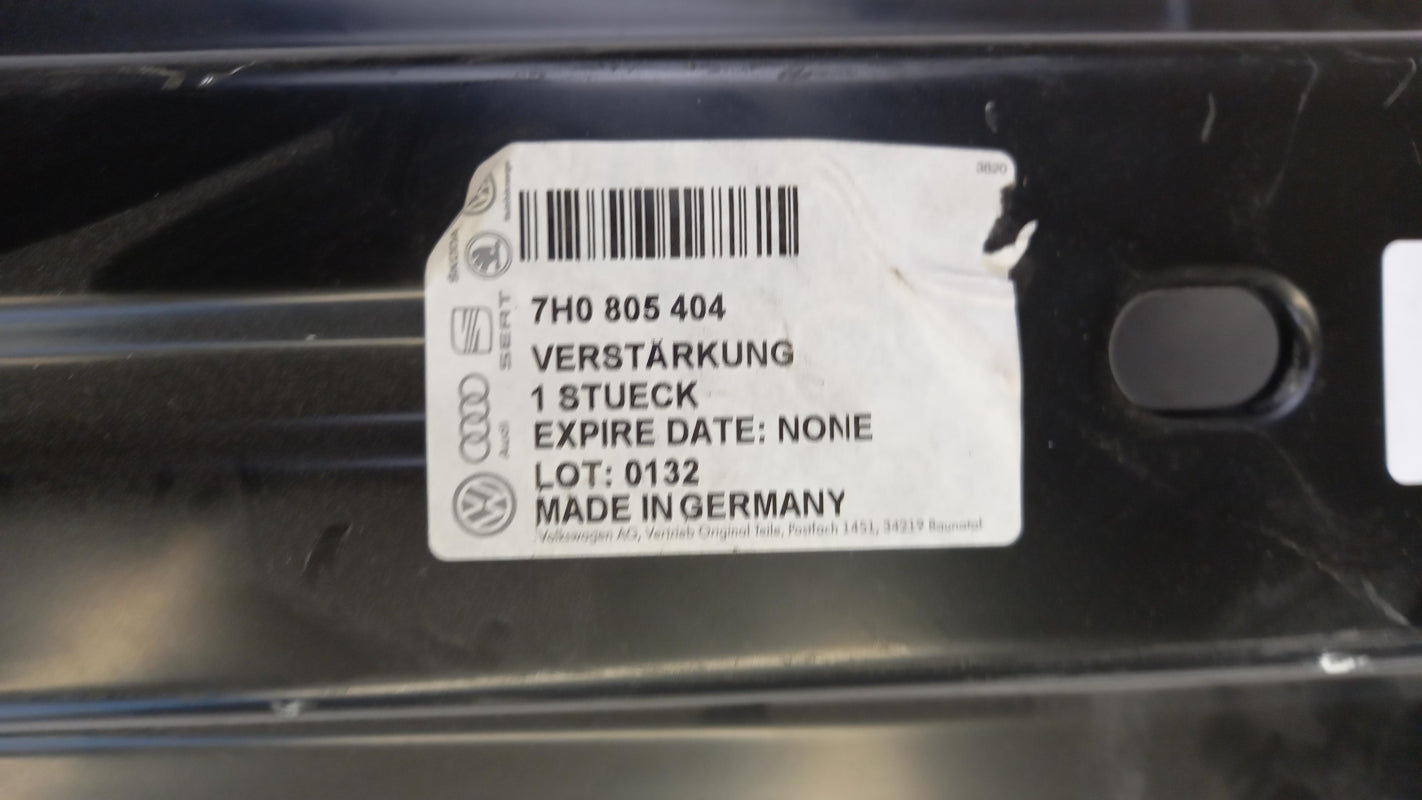 3820
7H0 805 404
VERSTÄRKUNG
1 STUECK
EXPIRE DATE: NONE
LOT: 0132
MADE IN GERMANY
Volkswagen AG, Vertrieb Original Teile, Postfach 1451, 34219 Baunatal
ŠKODA
SEAT
Audi